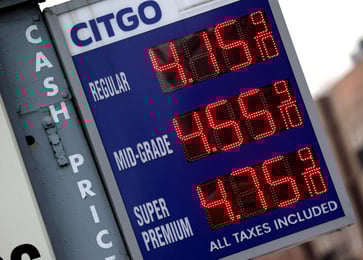 CITGO
REGULAR 4.15 9/10
MID-GRADE 4.55 9/10
SUPER PREMIUM 4.75 9/10
ALL TAXES INCLUDED
CASH PRICE